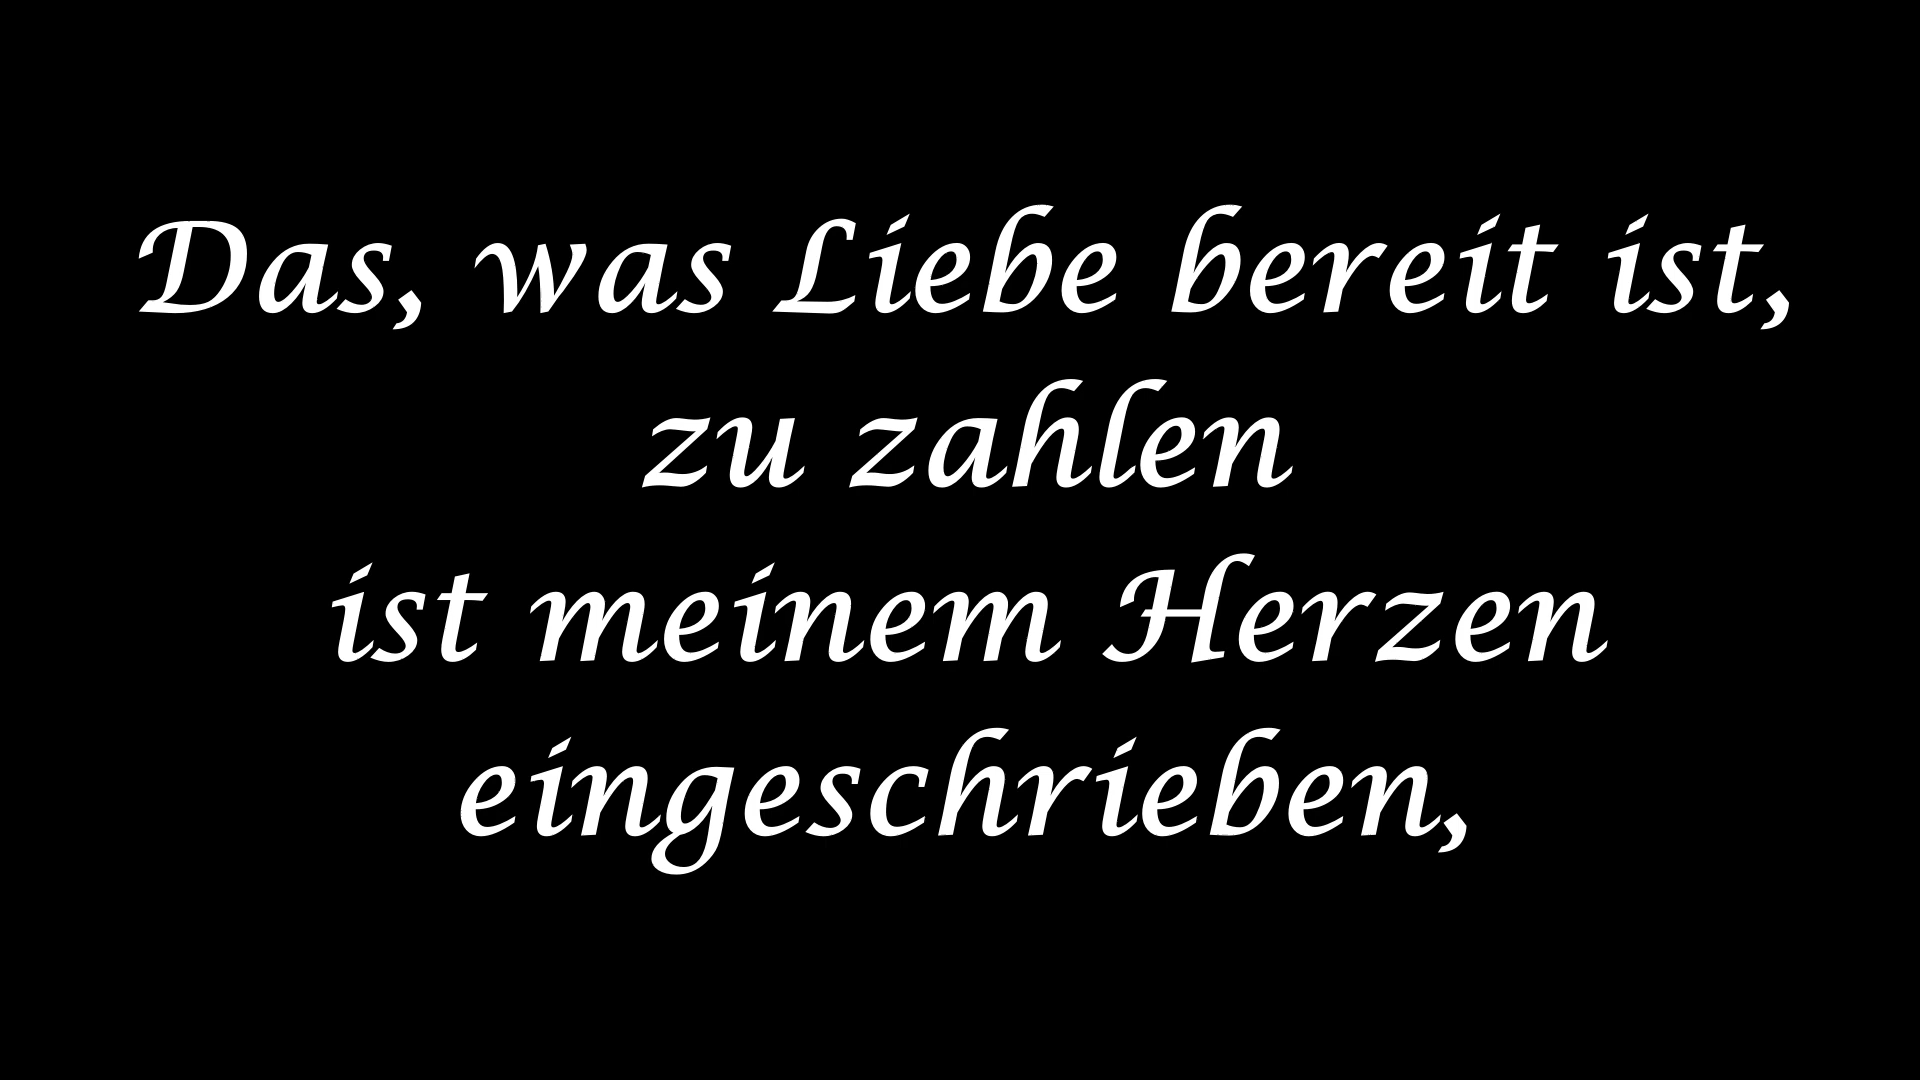 Das, was Liebe bereit ist,
zu zahlen
ist meinem Herzen
eingeschrieben,